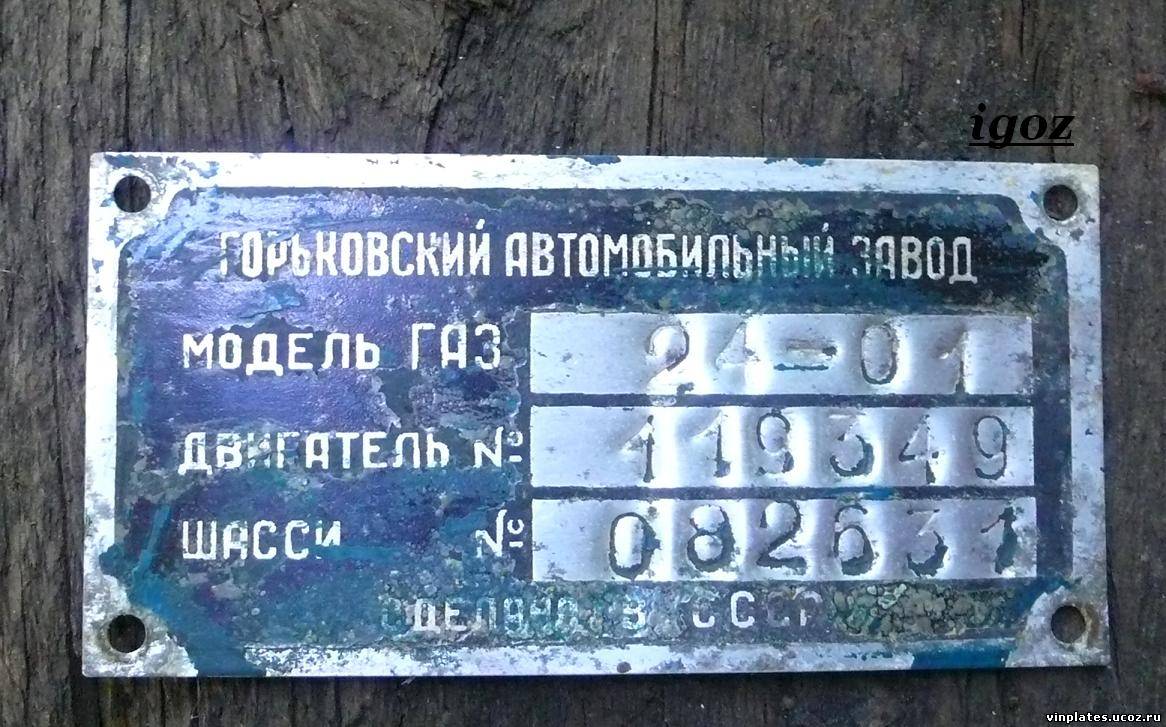 igoz
ГОРЬКОВСКИЙ АВТОМОБИЛЬНЫЙ ЗАВОД
МОДЕЛЬ ГАЗ 24-01
ДВИГАТЕЛЬ № 119349
ШАССИ № 082631
СДЕЛАНО В СССР
vinplates.ucoz.ru